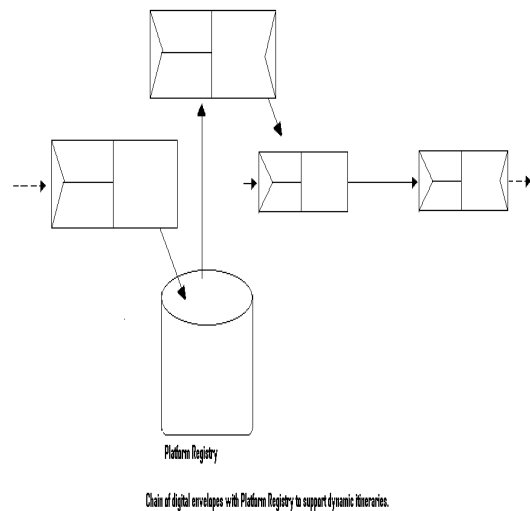 Platform Registry
Chain of digital envelopes with Platform Registry to support dynamic itineraries.